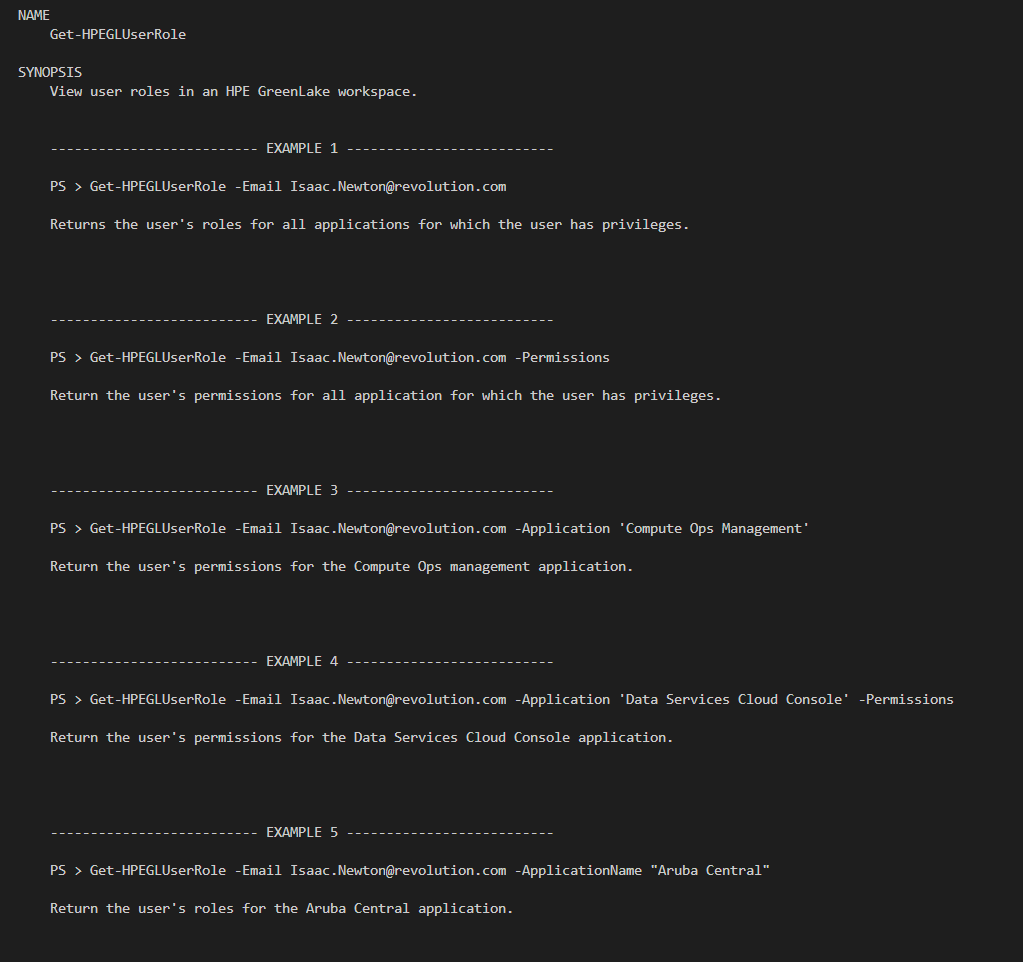 NAME
Get-HPEGLUserRole
SYNOPSIS
View user roles in an HPE GreenLake workspace.
-------------------------- EXAMPLE 1 --------------------------
PS > Get-HPEGLUserRole -Email Isaac.Newton@revolution.com
Returns the user's roles for all applications for which the user has privileges.
-------------------------- EXAMPLE 2 --------------------------
PS > Get-HPEGLUserRole -Email Isaac.Newton@revolution.com -Permissions
Return the user's permissions for all application for which the user has privileges.
-------------------------- EXAMPLE 3 --------------------------
PS > Get-HPEGLUserRole -Email Isaac.Newton@revolution.com -Application 'Compute Ops Management'
Return the user's permissions for the Compute Ops management application.
-------------------------- EXAMPLE 4 --------------------------
PS > Get-HPEGLUserRole -Email Isaac.Newton@revolution.com -Application 'Data Services Cloud Console' -Permissions
Return the user's permissions for the Data Services Cloud Console application.
-------------------------- EXAMPLE 5 --------------------------
PS > Get-HPEGLUserRole -Email Isaac.Newton@revolution.com -ApplicationName "Aruba Central"
Return the user's roles for the Aruba Central application.